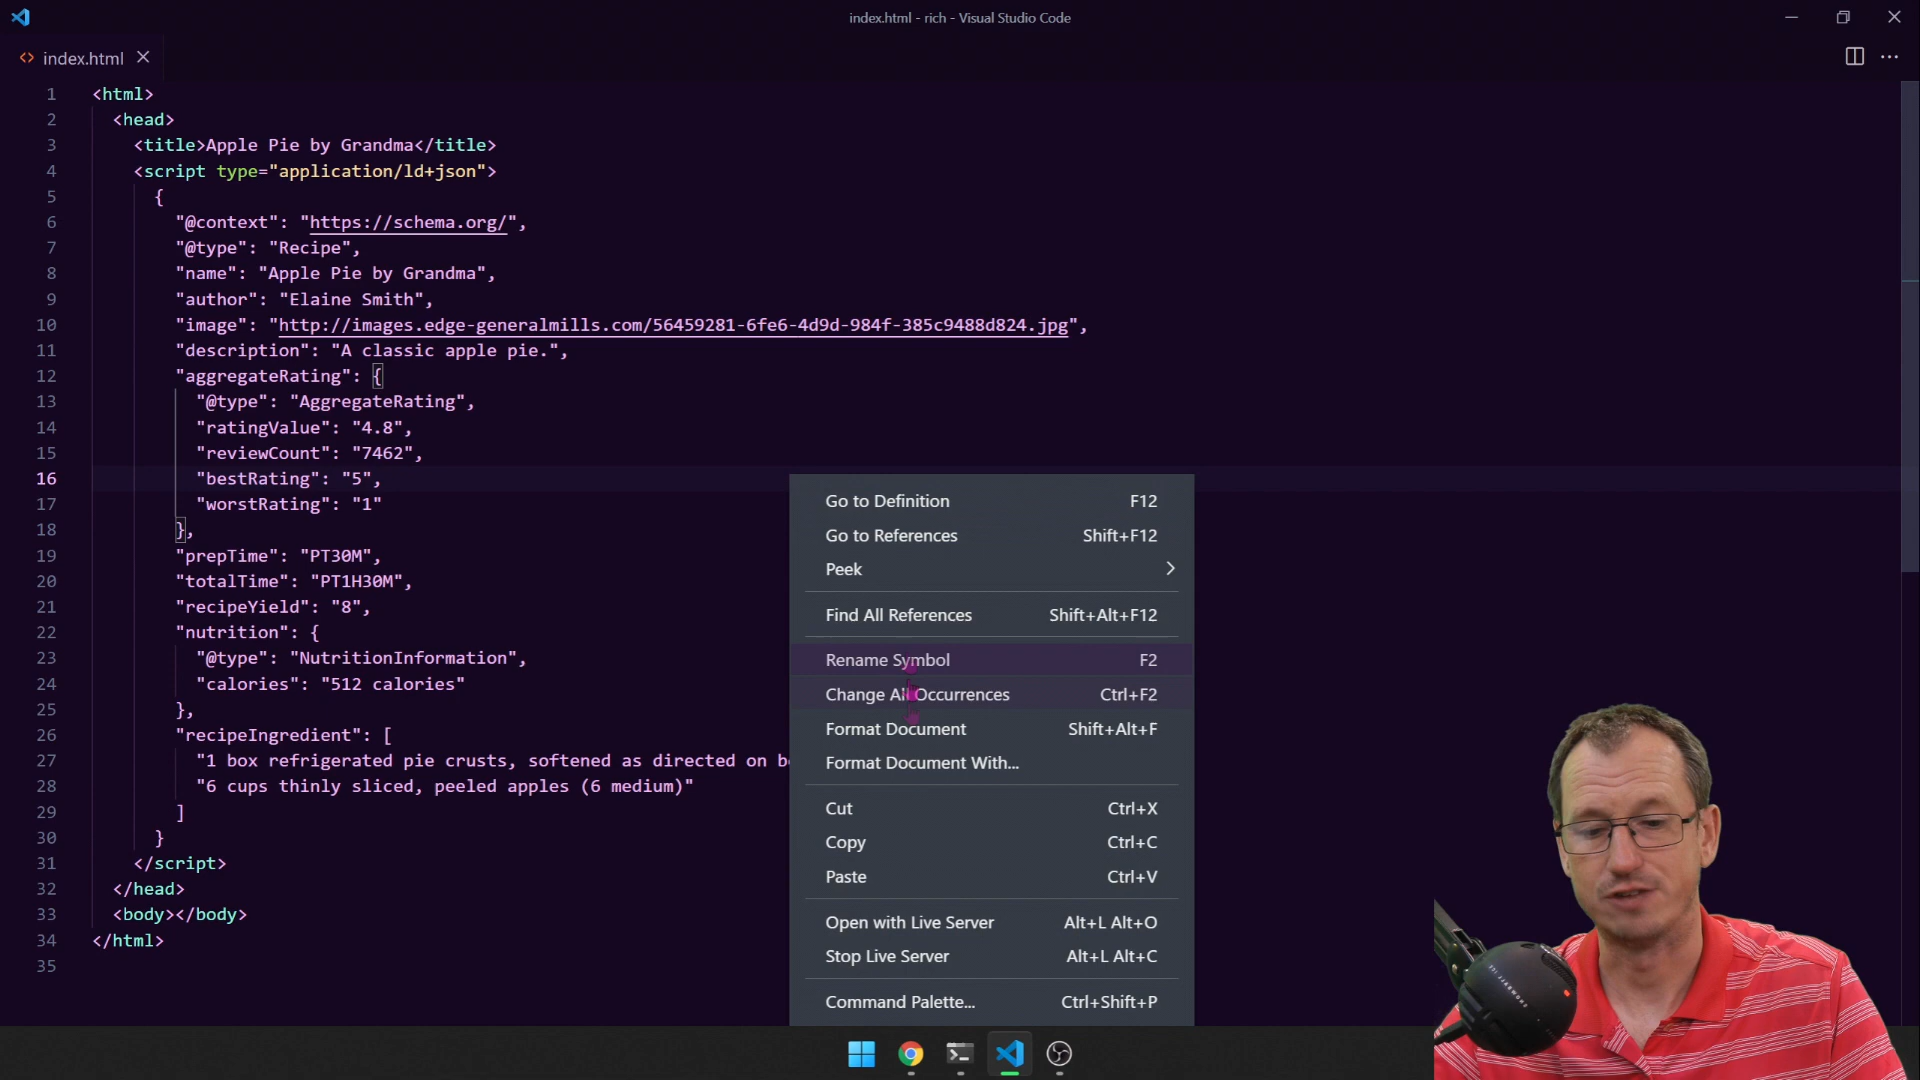 index.html - rich - Visual Studio Code
index.html
1 <html>
2 <head>
3 <title>Apple Pie by Grandma</title>
4 <script type="application/ld+json">
5 {
6 "@context": "https://schema.org/",
7 "@type": "Recipe",
8 "name": "Apple Pie by Grandma",
9 "author": "Elaine Smith",
10 "image": "http://images.edge-generalmills.com/56459281-6fe6-4d9d-984f-385c9488d824.jpg",
11 "description": "A classic apple pie.",
12 "aggregateRating": {
13 "@type": "AggregateRating",
14 "ratingValue": "4.8",
15 "reviewCount": "7462",
16 "bestRating": "5",
17 "worstRating": "1"
18 },
19 "prepTime": "PT30M",
20 "totalTime": "PT1H30M",
21 "recipeYield": "8",
22 "nutrition": {
23 "@type": "NutritionInformation",
24 "calories": "512 calories"
25 },
26 "recipeIngredient": [
27 "1 box refrigerated pie crusts, softened as directed on
28 "6 cups thinly sliced, peeled apples (6 medium)"
29 ]
30 }
31 </script>
32 </head>
33 <body></body>
34 </html>
35
Go to Definition F12
Go to References Shift+F12
Peek
Find All References Shift+Alt+F12
Rename Symbol F2
Change All Occurrences Ctrl+F2
Format Document Shift+Alt+F
Format Document With...
Cut Ctrl+X
Copy Ctrl+C
Paste Ctrl+V
Open with Live Server Alt+L Alt+O
Stop Live Server Alt+L Alt+C
Command Palette... Ctrl+Shift+P